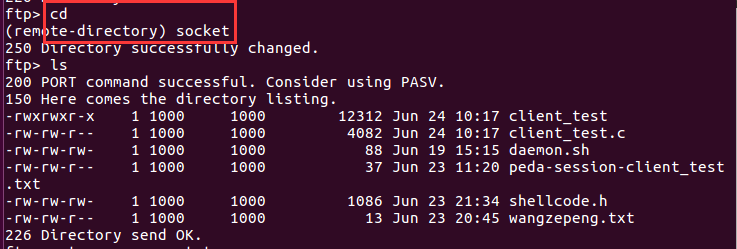 ftp> cd
(remote-directory) socket
250 Directory successfully changed.
ftp> ls
200 PORT command successful. Consider using PASV.
150 Here comes the directory listing.
-rwxrwxr-x    1 1000     1000        12312 Jun 24 10:17 client_test
-rw-rw-r--    1 1000     1000         4082 Jun 24 10:17 client_test.c
-rw-rw-rw-    1 1000     1000           88 Jun 19 15:15 daemon.sh
-rw-rw-r--    1 1000     1000           37 Jun 23 11:20 peda-session-client_test
.txt
-rw-rw-rw-    1 1000     1000         1086 Jun 23 21:34 shellcode.h
-rw-rw-r--    1 1000     1000           13 Jun 23 20:45 wangzepeng.txt
226 Directory send OK.